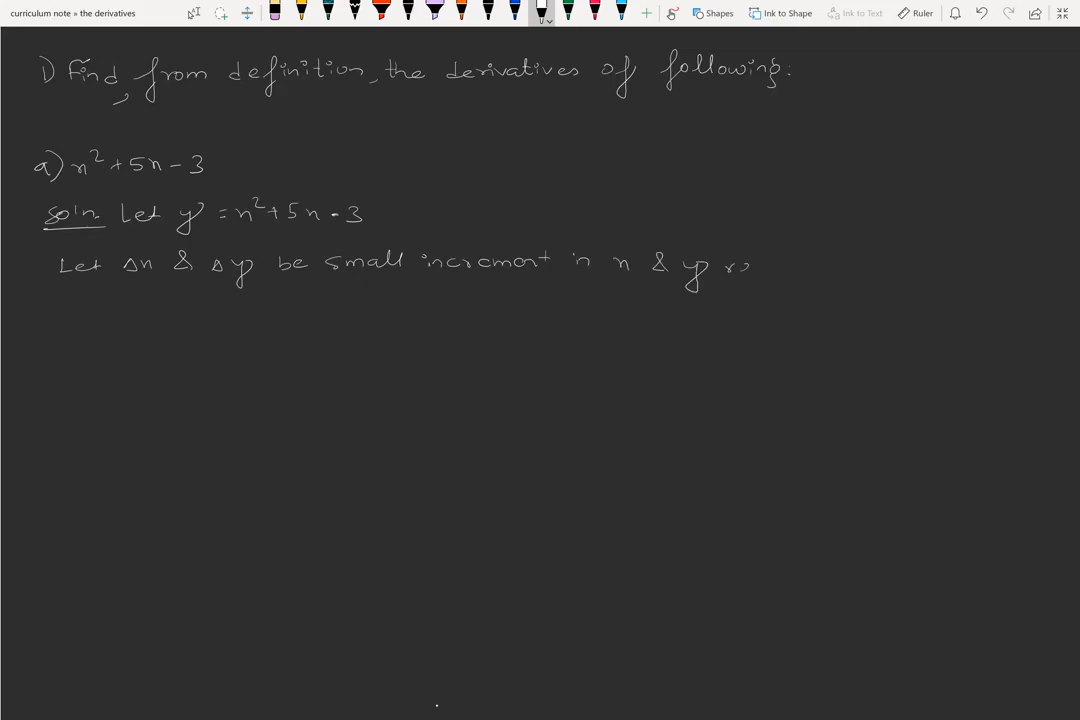 curriculum note » the derivatives
Shapes
Ink to Shape
Ink to Text
Ruler
1) Find, from definition, the derivatives of following:
a) x² + 5x - 3
Soln. Let y = x² + 5x - 3
Let Δx & Δy be small increment in x & y